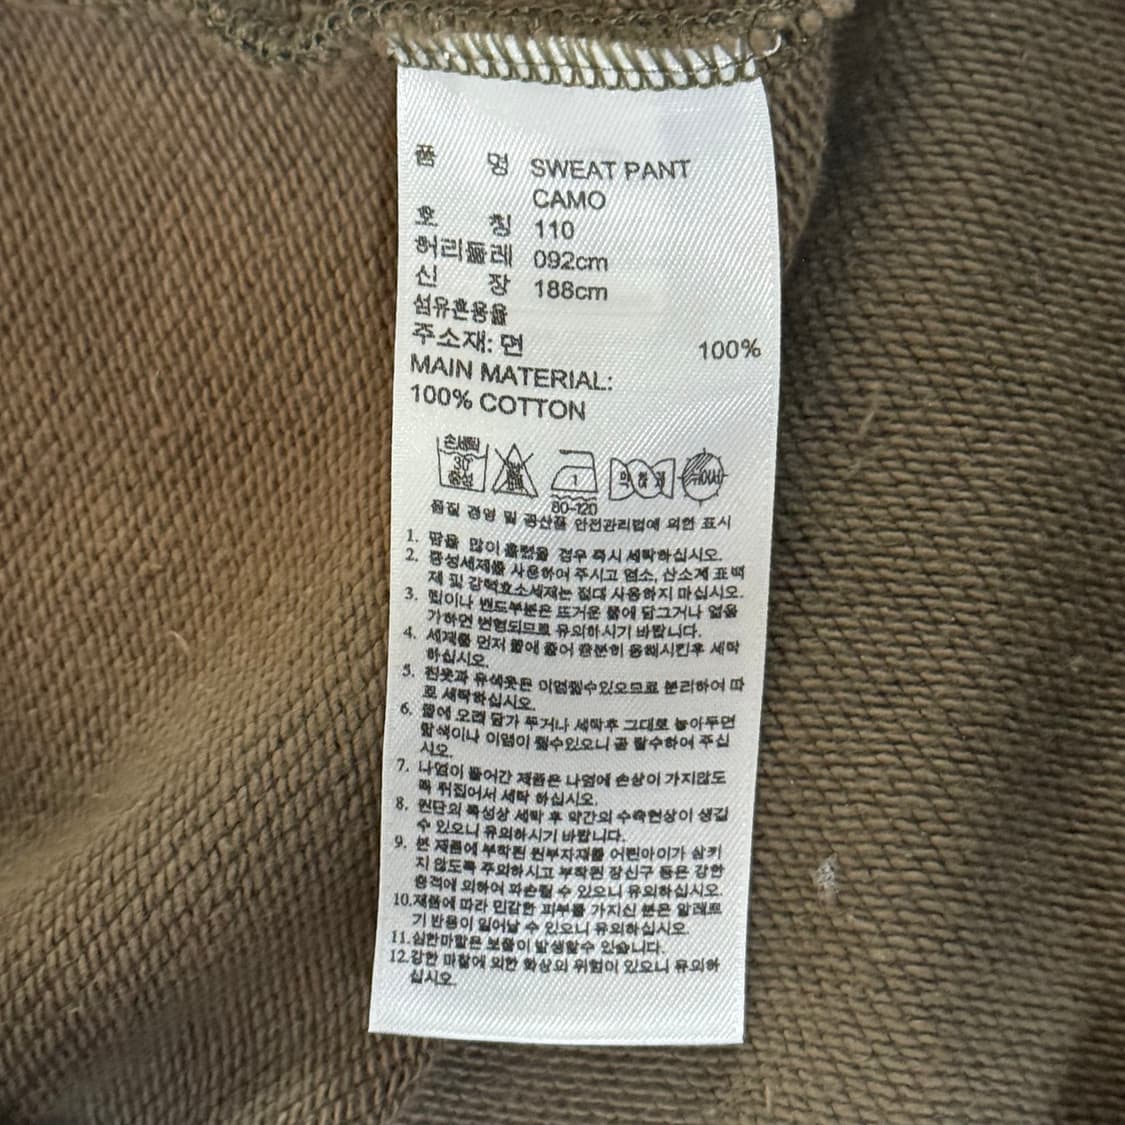 품 명 SWEAT PANT
CAMO
호 칭 110
허리둘레 092cm
신 장 188cm
섬유혼용율
주소재: 면 100%
MAIN MATERIAL:
100% COTTON
손세탁
30°
중성
1
80-120
약하게
뉘어서
품질 경영 및 공산품 안전관리법에 의한 표시
1. 땀을 많이 흘렸을 경우 즉시 세탁하십시오.
2. 중성세제를 사용하여 주시고 염소, 산소계 표백
제 및 강력효소세제는 절대 사용하지 마십시오.
3. 립이나 밴드부분은 뜨거운 물에 담그거나 열을
가하면 변형되므로 유의하시기 바랍니다.
4. 세제를 먼저 물에 풀어 충분히 용해시킨후 세탁
하십시오.
5. 흰옷과 유색옷은 이염될수있으므로 분리하여 따
로 세탁하십시오.
6. 물에 오래 담가 두거나 세탁후 그대로 놓아두면
탈색이나 이염이 될수있으니 곧 탈수하여 주십
시오.
7. 나염이 들어간 제품은 나염에 손상이 가지않도
록 뒤집어서 세탁 하십시오.
8. 원단의 특성상 세탁 후 약간의 수축현상이 생길
수 있으니 유의하시기 바랍니다.
9. 본 제품에 부착된 원부자재를 어린아이가 삼키
지 않도록 주의하시고 부착된 장신구 등은 강한
충격에 의하여 파손될 수 있으니 유의하십시오.
10.제품에 따라 민감한 피부를 가지신 분은 알레르
기 반응이 일어날 수 있으니 유의하십시오.
11.심한마찰은 보풀이 발생할수 있습니다.
12.강한 마찰에 의한 화상의 위험이 있으니 유의하
십시오.